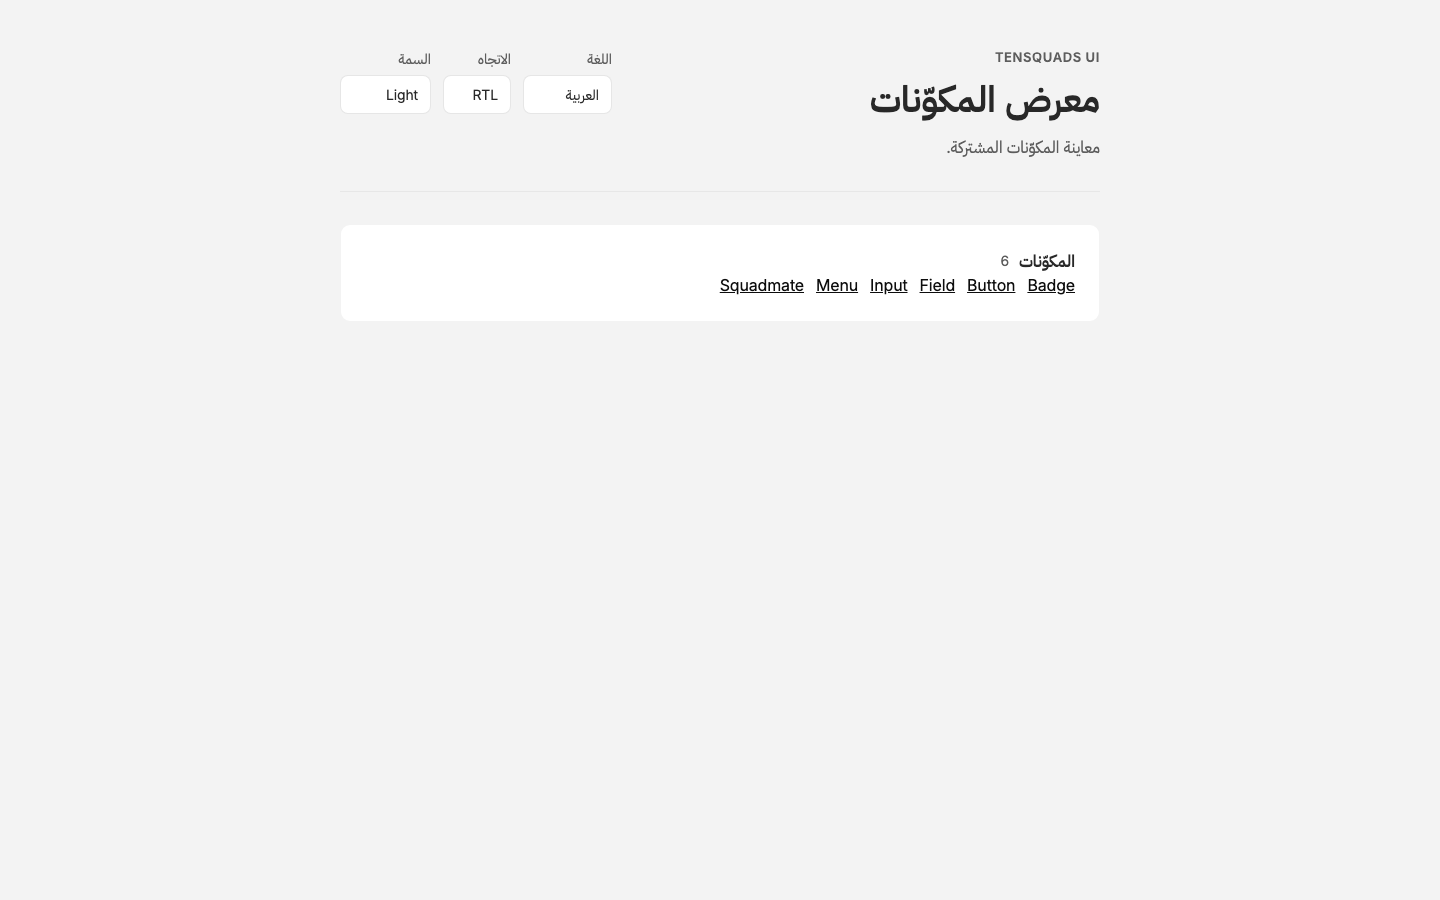 TENSQUADS UI
معرض المكوّنات
معاينة المكوّنات المشتركة.
اللغة
العربية
الاتجاه
RTL
السمة
Light
المكوّنات 6
Badge Button Field Input Menu Squadmate